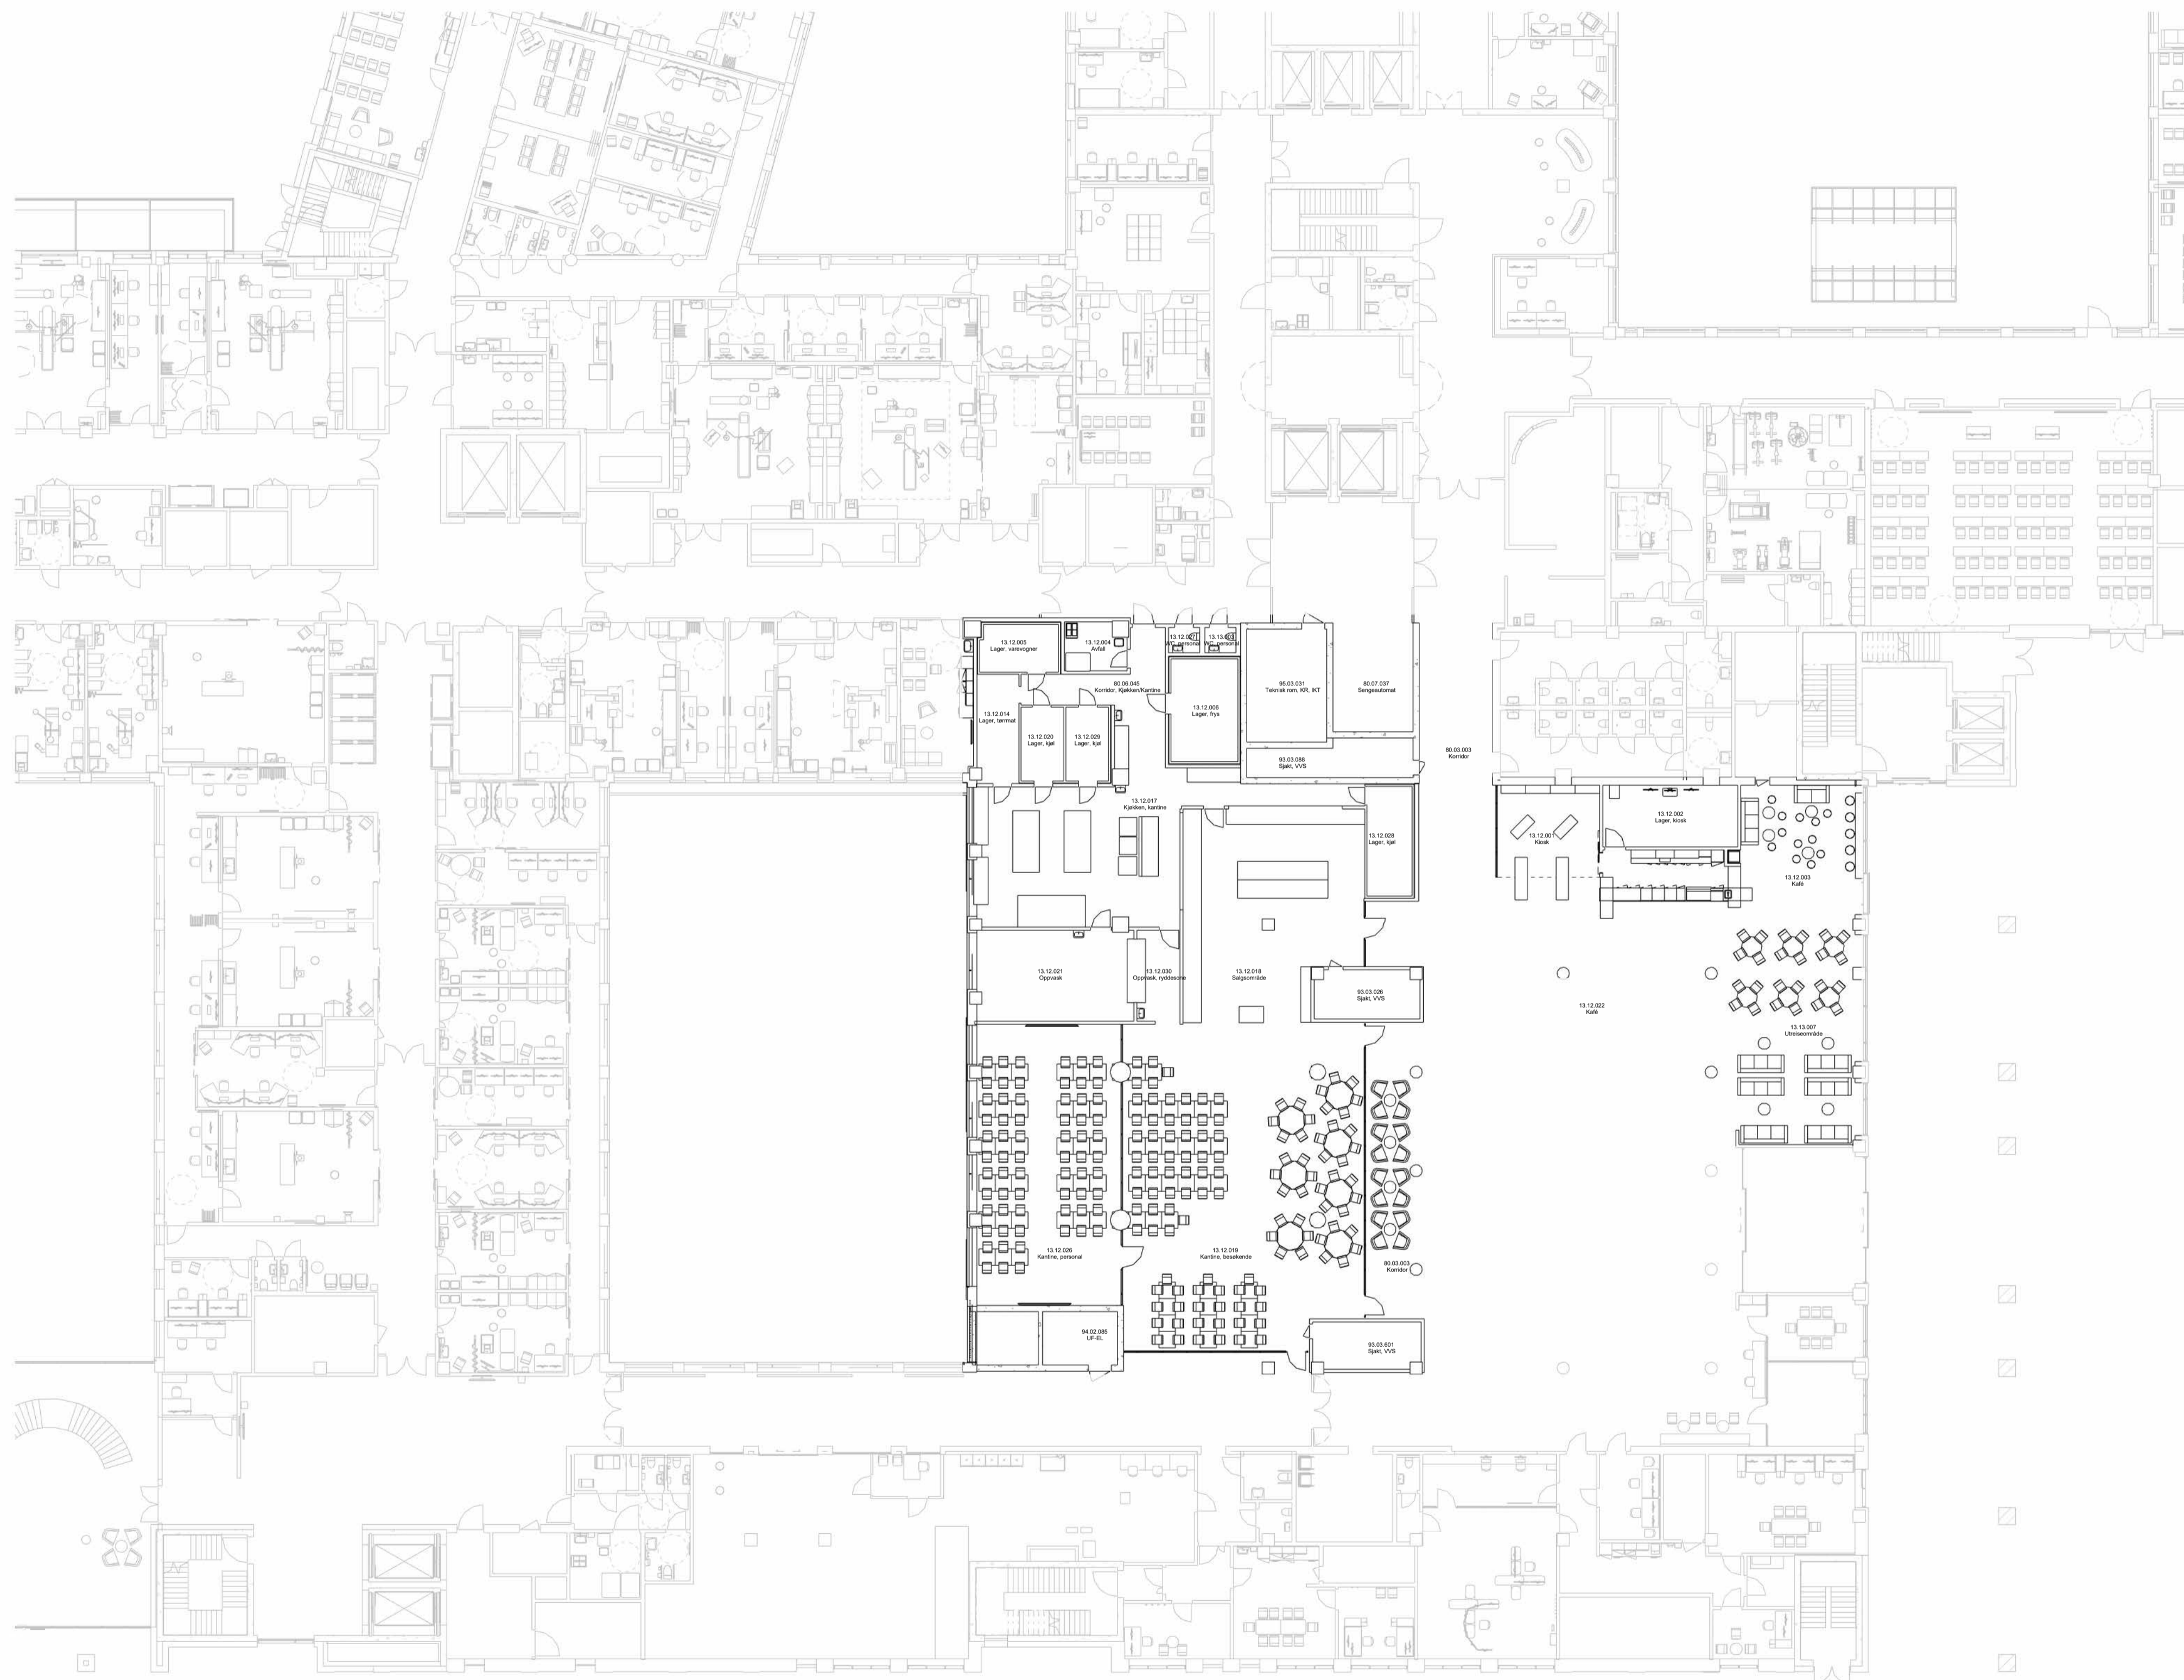 13.12.005
Lager, varevogner
13.12.004
Avfall
13.12.027
WC, personal
13.13.003
WC, personal
80.06.045
Korridor, Kjøkken/Kantine
95.03.031
Teknisk rom, KR, IKT
80.07.037
Sengeautomat
13.12.014
Lager, tørrmat
13.12.006
Lager, frys
13.12.020
Lager, kjøl
13.12.029
Lager, kjøl
80.03.003
Korridor
93.03.088
Sjakt, VVS
13.12.017
Kjøkken, kantine
13.12.028
Lager, kjøl
13.12.001
Kiosk
13.12.002
Lager, kiosk
13.12.003
Kafé
13.12.021
Oppvask
13.12.030
Oppvask, ryddesone
13.12.018
Salgsområde
93.03.026
Sjakt, VVS
13.12.022
Kafé
13.13.007
Utreiseområde
13.12.026
Kantine, personal
13.12.019
Kantine, besøkende
80.03.003
Korridor
94.02.085
UF-EL
93.03.601
Sjakt, VVS